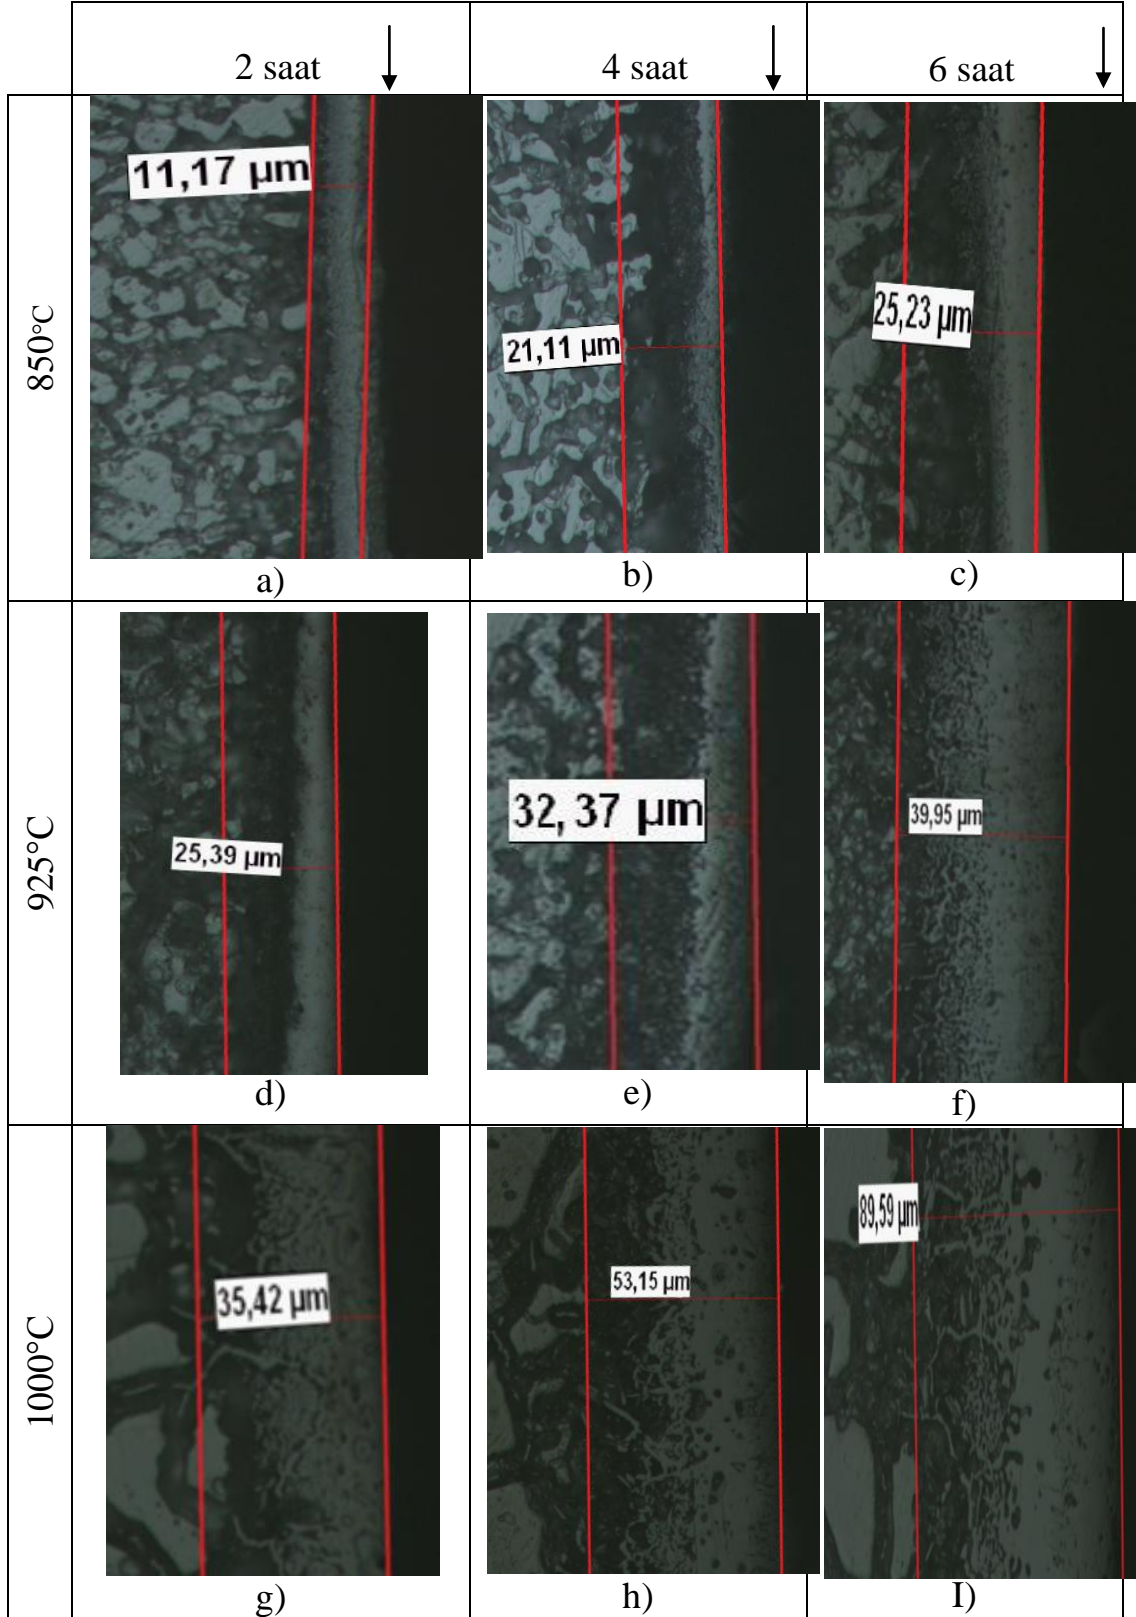 2 saat
4 saat
6 saat
850°C
11,17 µm
21,11 µm
25,23 µm
a)
b)
c)
925°C
25,39 µm
32,37 µm
39,95 µm
d)
e)
f)
1000°C
35,42 µm
53,15 µm
89,59 µm
g)
h)
I)